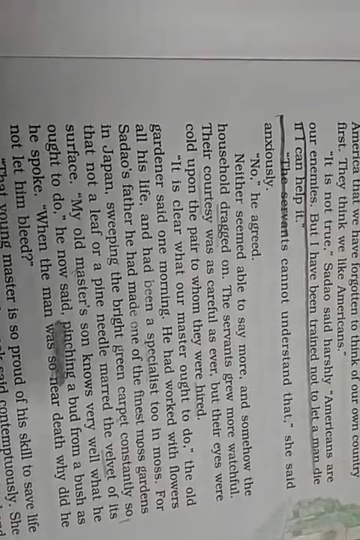 America that we have forgotten to think of our own country
first. They think we like Americans."
"It is not true," Sadao said harshly "Americans are
our enemies. But I have been trained not to let a man die
if I can help it."
"The servants cannot understand that," she said
anxiously.
"No," he agreed.
Neither seemed able to say more, and somehow the
household dragged on. The servants grew more watchful.
Their courtesy was as careful as ever, but their eyes were
cold upon the pair to whom they were hired.
"It is clear what our master ought to do," the old
gardener said one morning. He had worked with flowers
all his life, and had been a specialist too in moss. For
Sadao's father he had made one of the finest moss gardens
in Japan, sweeping the bright green carpet constantly so
that not a leaf or a pine needle marred the velvet of its
surface. "My old master's son knows very well what he
ought to do," he now said, pinching a bud from a bush as
he spoke. "When the man was so near death why did he
not let him bleed?"
"That young master is so proud of his skill to save life
said contemptuously. She